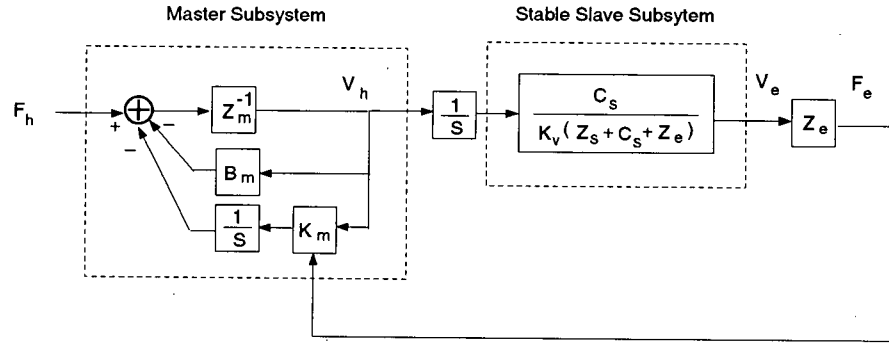 Master Subsystem
Stable Slave Subsytem
F_h
+
−
−
Z_m^{-1}
V_h
B_m
1/S
K_m
1/S
C_s
K_v ( Z_s + C_s + Z_e )
V_e
Z_e
F_e